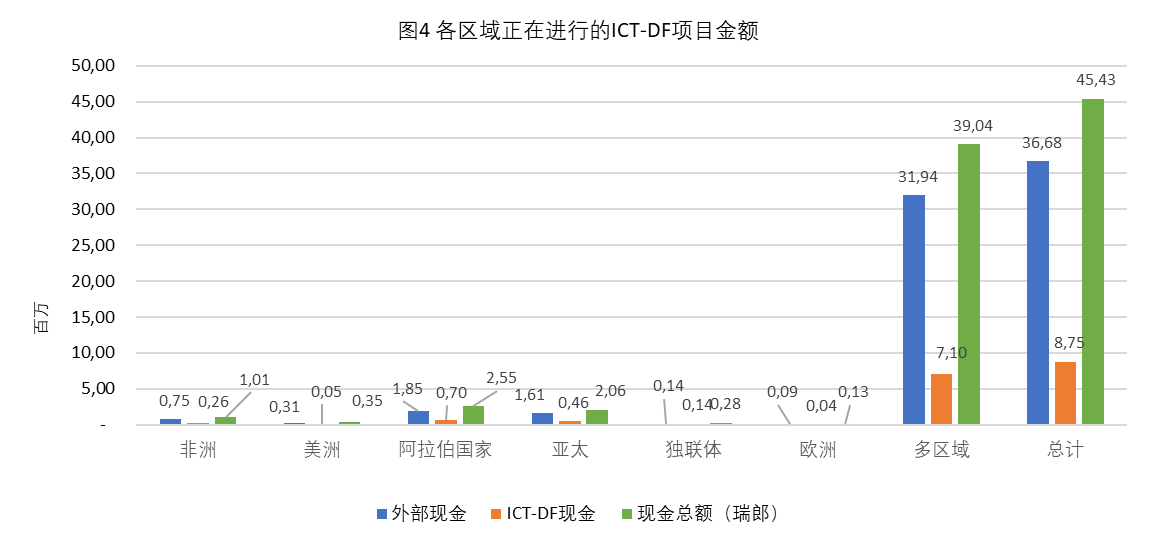 图4 各区域正在进行的ICT-DF项目金额
50,00
45,00
40,00
35,00
30,00
25,00
20,00
15,00
10,00
5,00
-
百万
0,75 0,26 1,01
0,31 0,05 0,35
1,85 0,70 2,55
1,61 0,46 2,06
0,14 0,14 0,28
0,09 0,04 0,13
31,94 7,10 39,04
36,68 8,75 45,43
非洲 美洲 阿拉伯国家 亚太 独联体 欧洲 多区域 总计
外部现金 ICT-DF现金 现金总额（瑞郎）